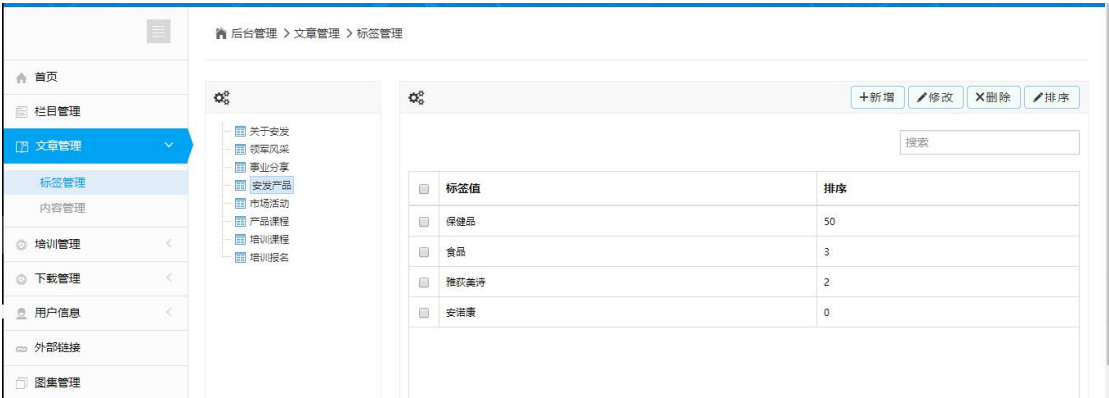 后台管理 > 文章管理 > 标签管理
首页
栏目管理
文章管理
标签管理
内容管理
培训管理
下载管理
用户信息
外部链接
图集管理
关于安发
领军风采
事业分享
安发产品
市场活动
产品课程
培训课程
培训报名
+新增 修改 ×删除 排序
搜索
标签值 排序
保健品 50
食品 3
雅荻美涛 2
安诺康 0